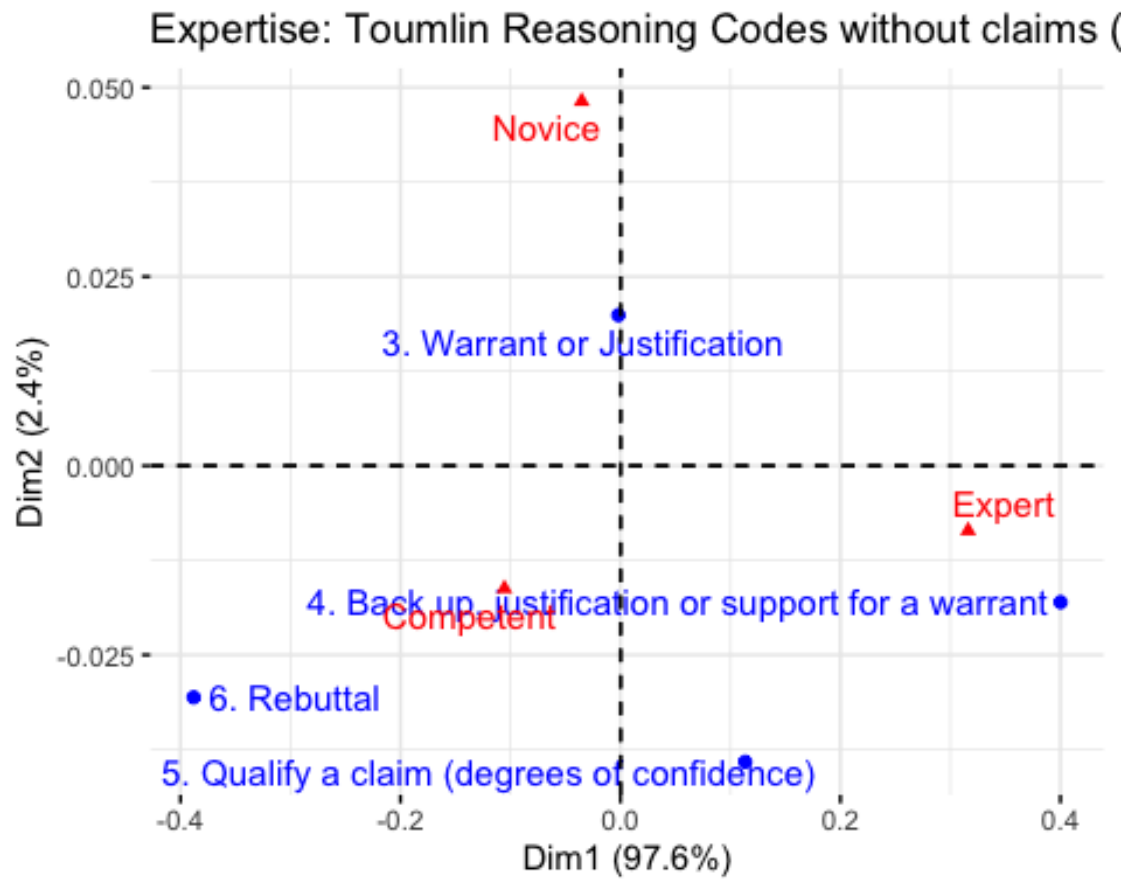 Expertise: Toumlin Reasoning Codes without claims (
0.050
Novice
0.025
3. Warrant or Justification
Dim2 (2.4%)
0.000
Expert
4. Back up, justification or support for a warrant
Competent
-0.025
6. Rebuttal
5. Qualify a claim (degrees of confidence)
-0.4 -0.2 0.0 0.2 0.4
Dim1 (97.6%)